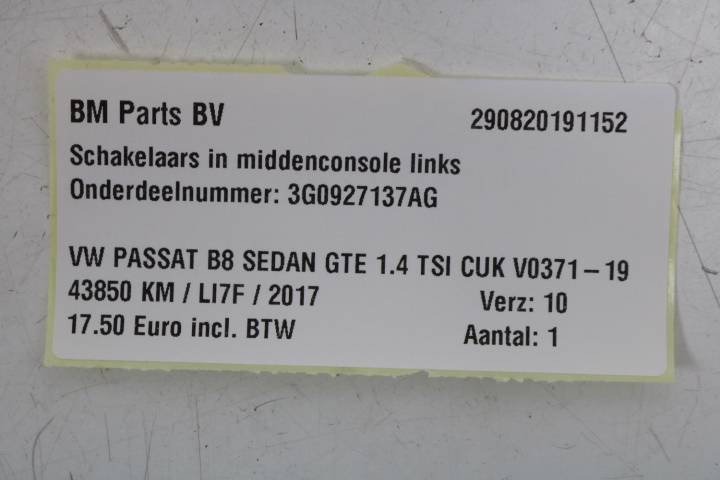 BM Parts BV 290820191152
Schakelaars in middenconsole links
Onderdeelnummer: 3G0927137AG
VW PASSAT B8 SEDAN GTE 1.4 TSI CUK V0371-19
43850 KM / LI7F / 2017 Verz: 10
17.50 Euro incl. BTW Aantal: 1